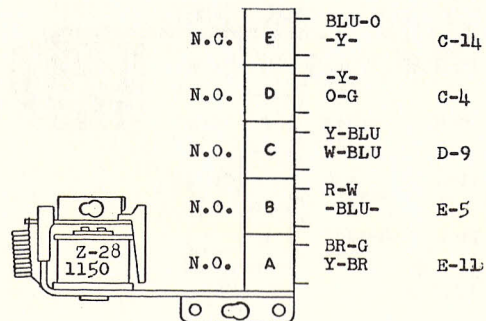 BLU-O
N.C. E -Y- C-14
-Y-
N.O. D O-G C-4
Y-BLU
N.O. C W-BLU D-9
R-W
N.O. B -BLU- E-5
BR-G
N.O. A Y-BR E-11
Z-28
1150